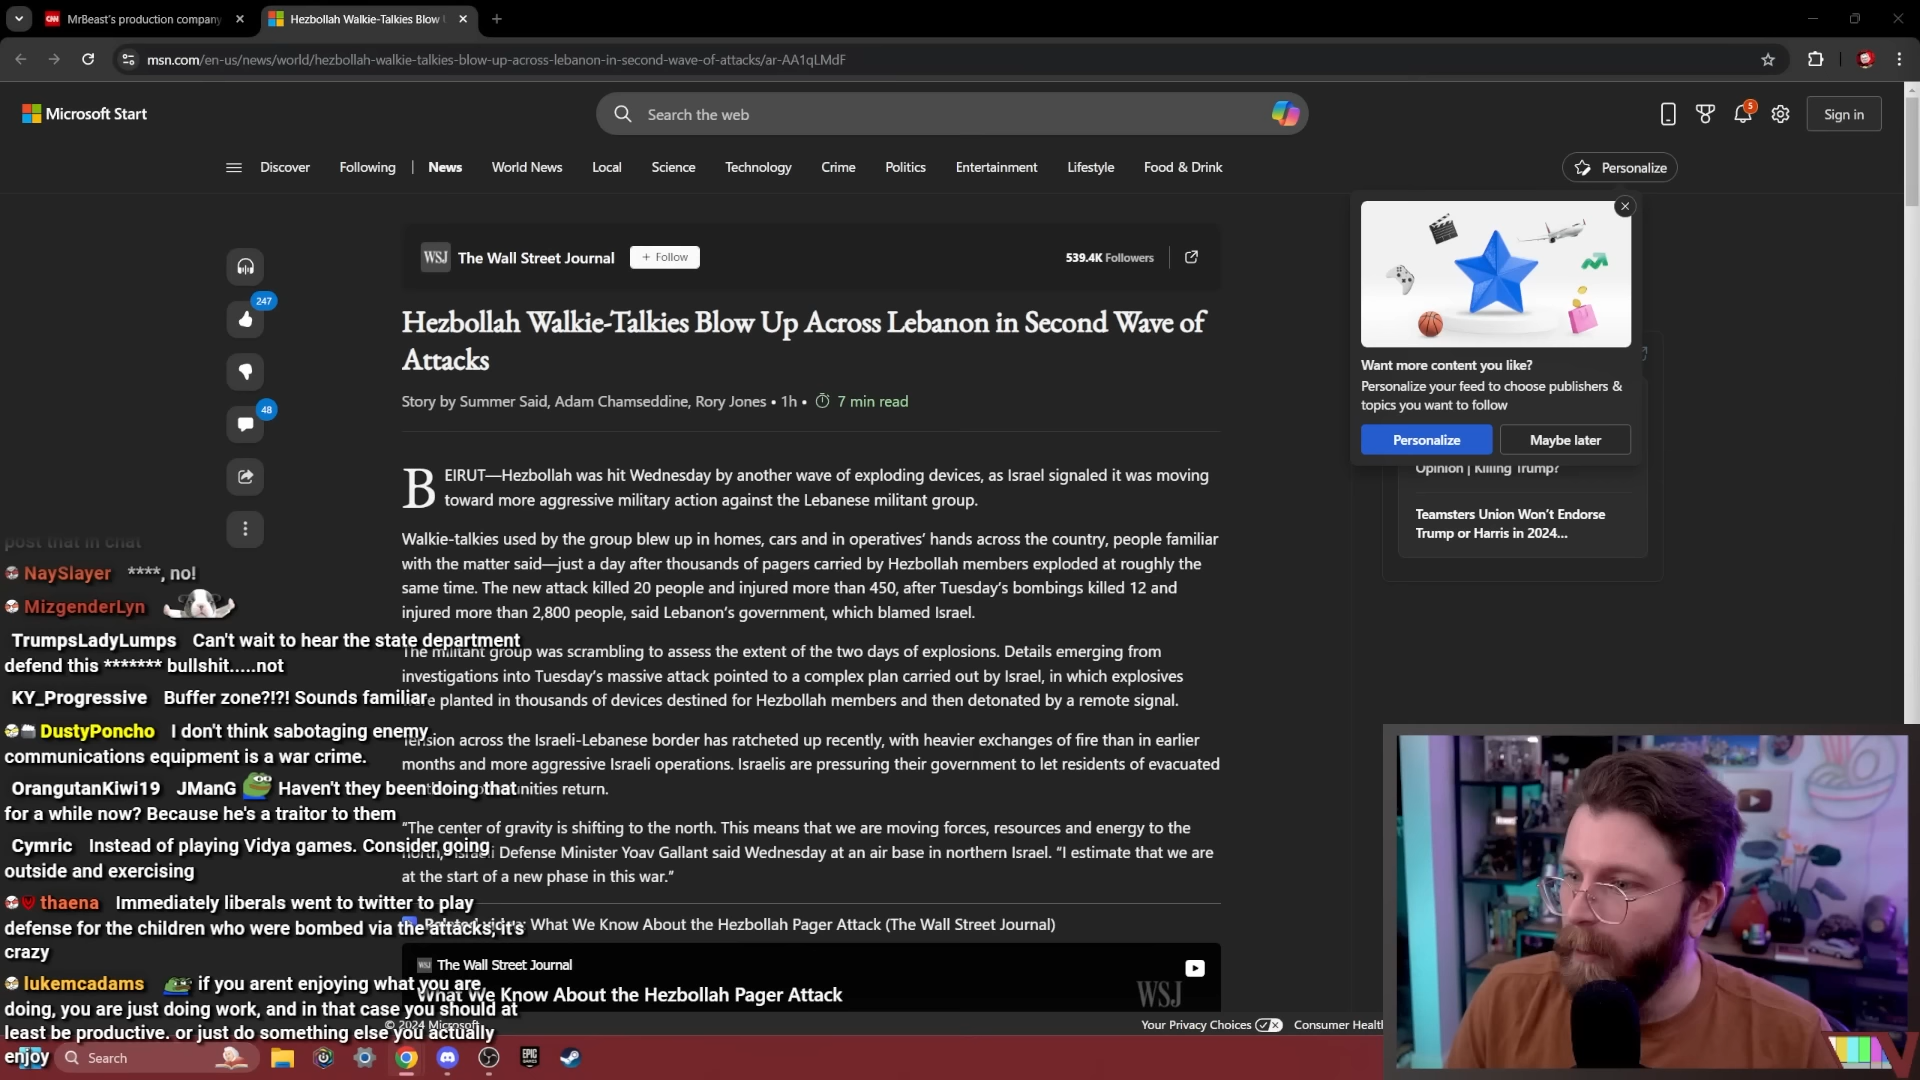 MrBeast's production company
Hezbollah Walkie-Talkies Blow
msn.com/en-us/news/world/hezbollah-walkie-talkies-blow-up-across-lebanon-in-second-wave-of-attacks/ar-AA1qLMdF
Microsoft Start
Search the web
5
Sign in
Discover
Following
News
World News
Local
Science
Technology
Crime
Politics
Entertainment
Lifestyle
Food & Drink
Personalize
WSJ The Wall Street Journal
+ Follow
539.4K Followers
247
48
Hezbollah Walkie-Talkies Blow Up Across Lebanon in Second Wave of
Attacks
Story by Summer Said, Adam Chamseddine, Rory Jones • 1h • 7 min read
BEIRUT—Hezbollah was hit Wednesday by another wave of exploding devices, as Israel signaled it was moving
toward more aggressive military action against the Lebanese militant group.
Walkie-talkies used by the group blew up in homes, cars and in operatives' hands across the country, people familiar
with the matter said—just a day after thousands of pagers carried by Hezbollah members exploded at roughly the
same time. The new attack killed 20 people and injured more than 450, after Tuesday's bombings killed 12 and
injured more than 2,800 people, said Lebanon's government, which blamed Israel.
The militant group was scrambling to assess the extent of the two days of explosions. Details emerging from
investigations into Tuesday's massive attack pointed to a complex plan carried out by Israel, in which explosives
planted in thousands of devices destined for Hezbollah members and then detonated by a remote signal.
Tension across the Israeli-Lebanese border has ratcheted up recently, with heavier exchanges of fire than in earlier
months and more aggressive Israeli operations. Israelis are pressuring their government to let residents of evacuated
return.
"The center of gravity is shifting to the north. This means that we are moving forces, resources and energy to the
north," Israeli Defense Minister Yoav Gallant said Wednesday at an air base in northern Israel. "I estimate that we are
at the start of a new phase in this war."
What We Know About the Hezbollah Pager Attack (The Wall Street Journal)
WSJ The Wall Street Journal
What We Know About the Hezbollah Pager Attack
WSJ
© 2024 Microsoft
Your Privacy Choices
Consumer Health
Want more content you like?
Personalize your feed to choose publishers &
topics you want to follow
Personalize
Maybe later
Opinion | Killing Trump?
Teamsters Union Won't Endorse
Trump or Harris in 2024...
post that in chat
NaySlayer ****, no!
MizgenderLyn
TrumpsLadyLumps Can't wait to hear the state department
defend this ******* bullshit.....not
KY_Progressive Buffer zone?!?! Sounds familiar
DustyPoncho I don't think sabotaging enemy
communications equipment is a war crime.
OrangutanKiwi19 JManG Haven't they been doing that
for a while now? Because he's a traitor to them
Cymric Instead of playing Vidya games. Consider going
outside and exercising
thaena Immediately liberals went to twitter to play
defense for the children who were bombed via the attacks, it's
crazy
lukemcadams if you arent enjoying what you are
doing, you are just doing work, and in that case you should at
least be productive. or just do something else you actually
enjoy
Search
EPIC